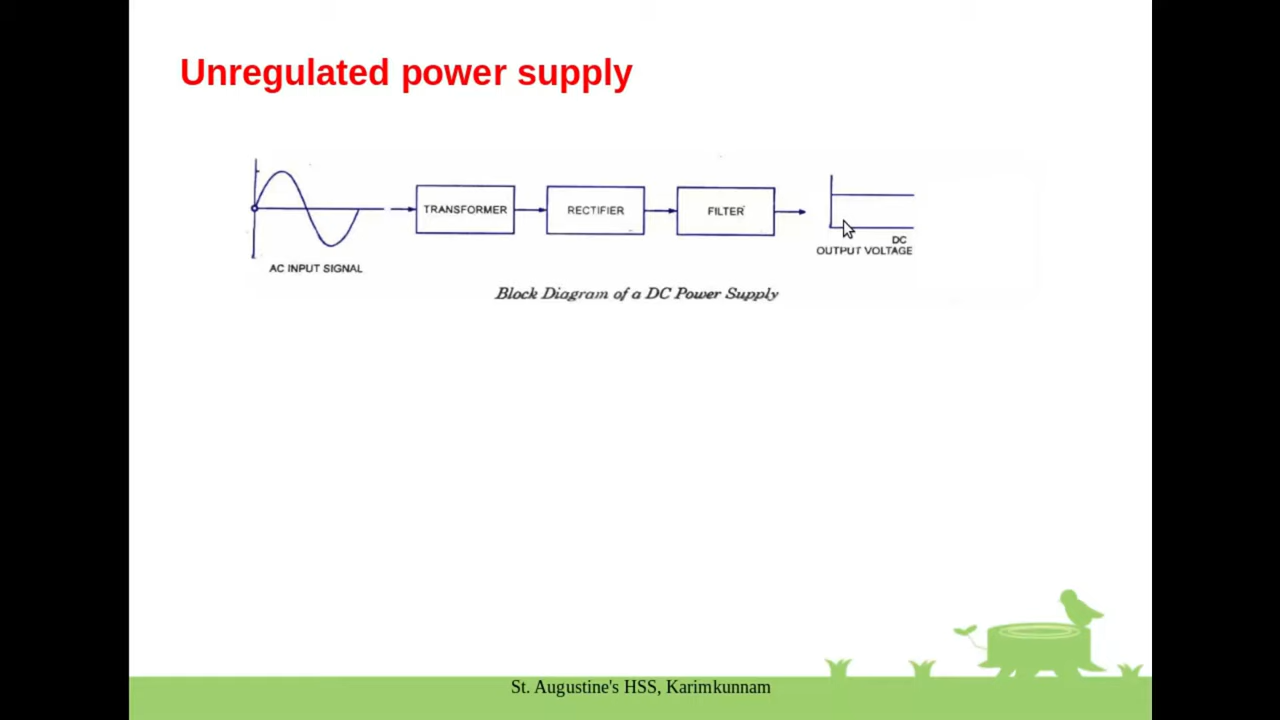 Unregulated power supply
TRANSFORMER
RECTIFIER
FILTER
AC INPUT SIGNAL
DC
OUTPUT VOLTAGE
Block Diagram of a DC Power Supply
St. Augustine's HSS, Karimkunnam